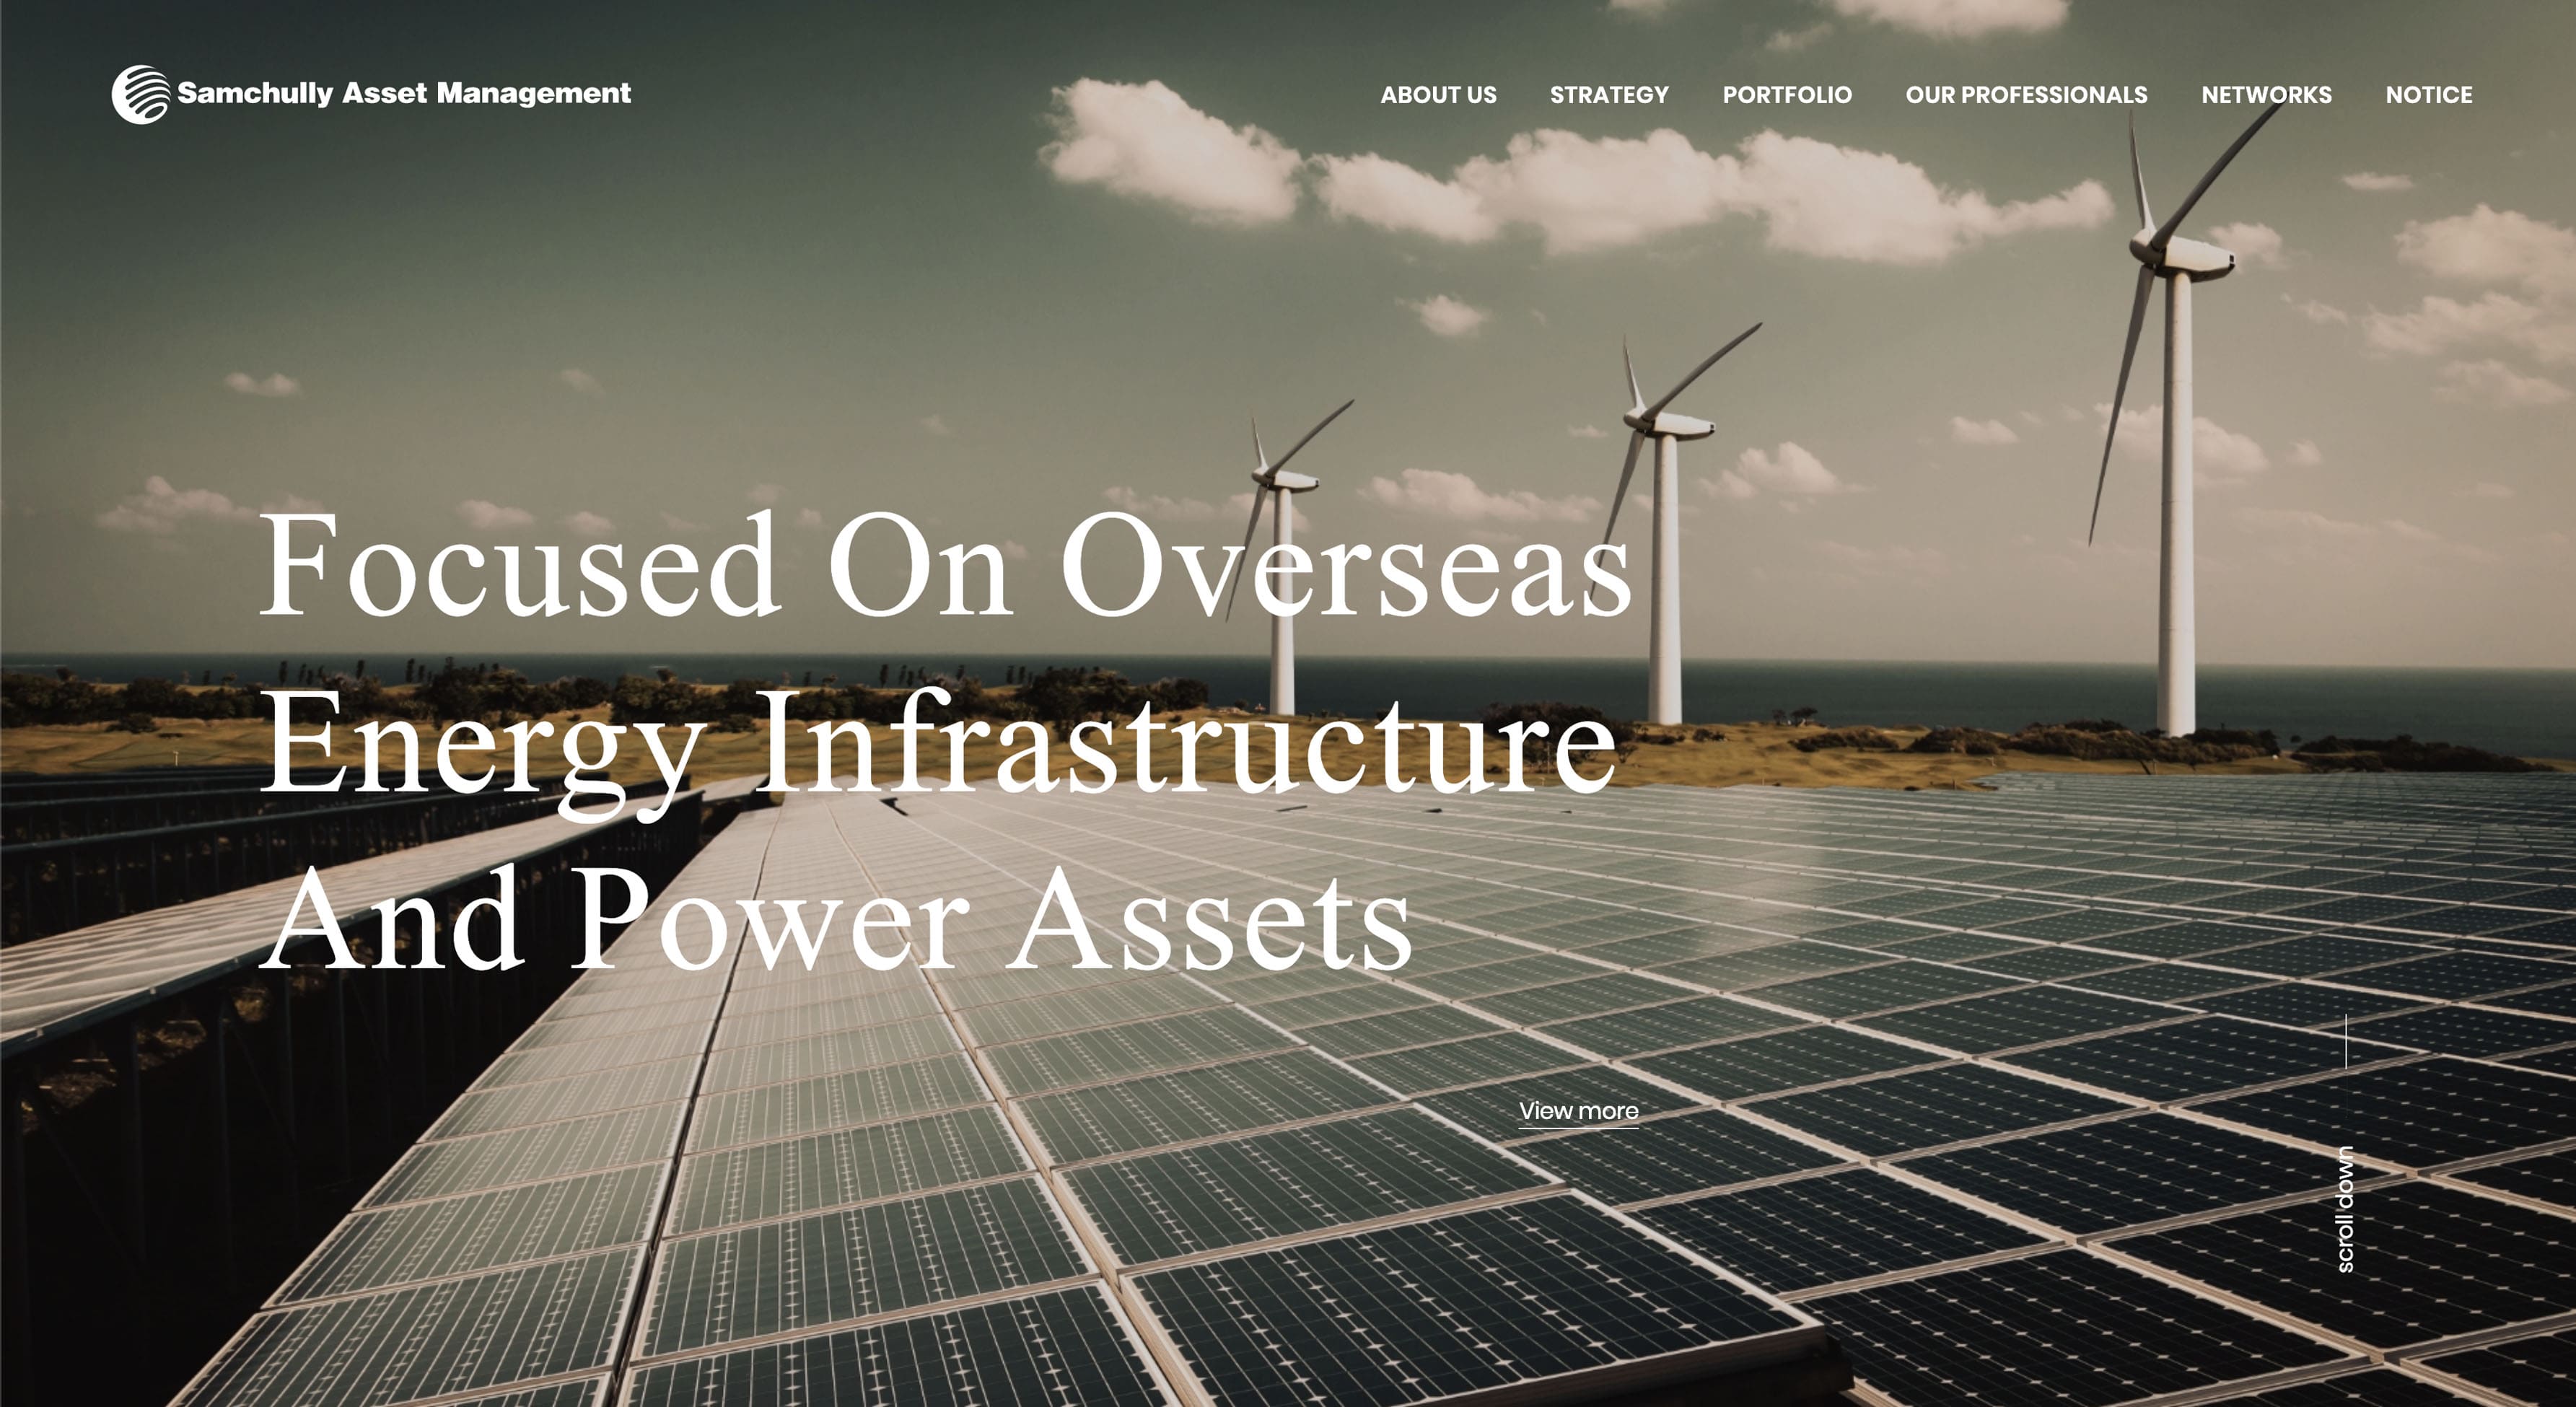 Samchully Asset Management
ABOUT US
STRATEGY
PORTFOLIO
OUR PROFESSIONALS
NETWORKS
NOTICE
Focused On Overseas
Energy Infrastructure
And Power Assets
View more
scroll down